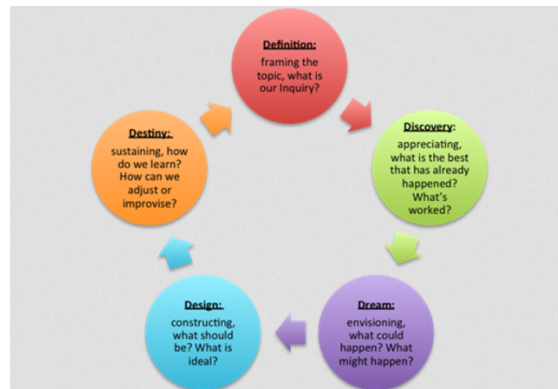 Definition:
framing the
topic, what is
our Inquiry?
Discovery:
appreciating,
what is the best
that has already
happened?
What's
worked?
Dream:
envisioning,
what could
happen? What
might happen?
Design:
constructing,
what should
be? What is
ideal?
Destiny:
sustaining, how
do we learn?
How can we
adjust or
improvise?